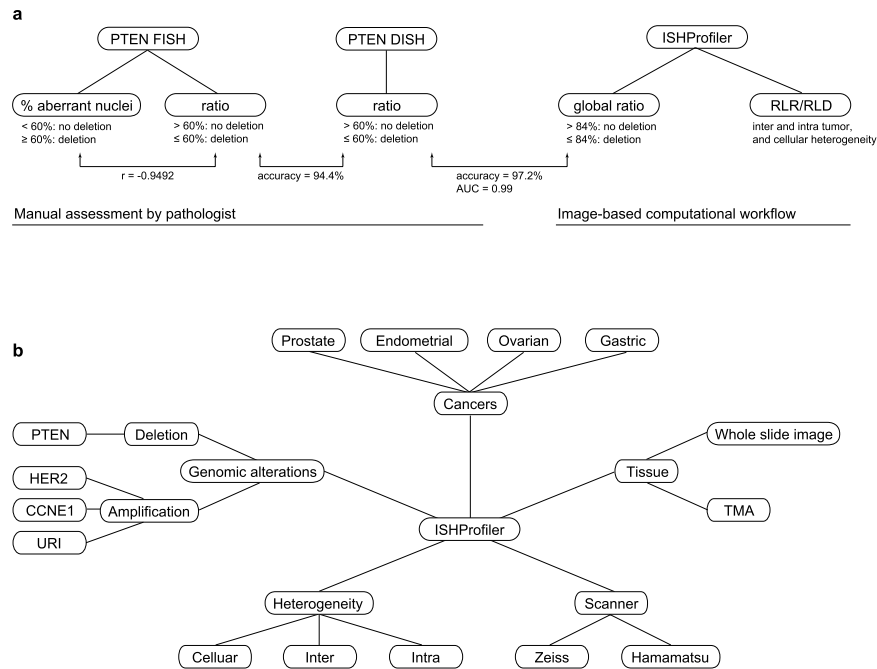 a
PTEN FISH
PTEN DISH
ISHProfiler
% aberrant nuclei
ratio
ratio
global ratio
RLR/RLD
< 60%: no deletion
≥ 60%: deletion
> 60%: no deletion
≤ 60%: deletion
> 60%: no deletion
≤ 60%: deletion
> 84%: no deletion
≤ 84%: deletion
inter and intra tumor,
and cellular heterogeneity
r = -0.9492
accuracy = 94.4%
accuracy = 97.2%
AUC = 0.99
Manual assessment by pathologist
Image-based computational workflow
b
Prostate
Endometrial
Ovarian
Gastric
Cancers
PTEN
Deletion
Whole slide image
Genomic alterations
Tissue
HER2
CCNE1
Amplification
TMA
URI
ISHProfiler
Heterogeneity
Scanner
Celluar
Inter
Intra
Zeiss
Hamamatsu